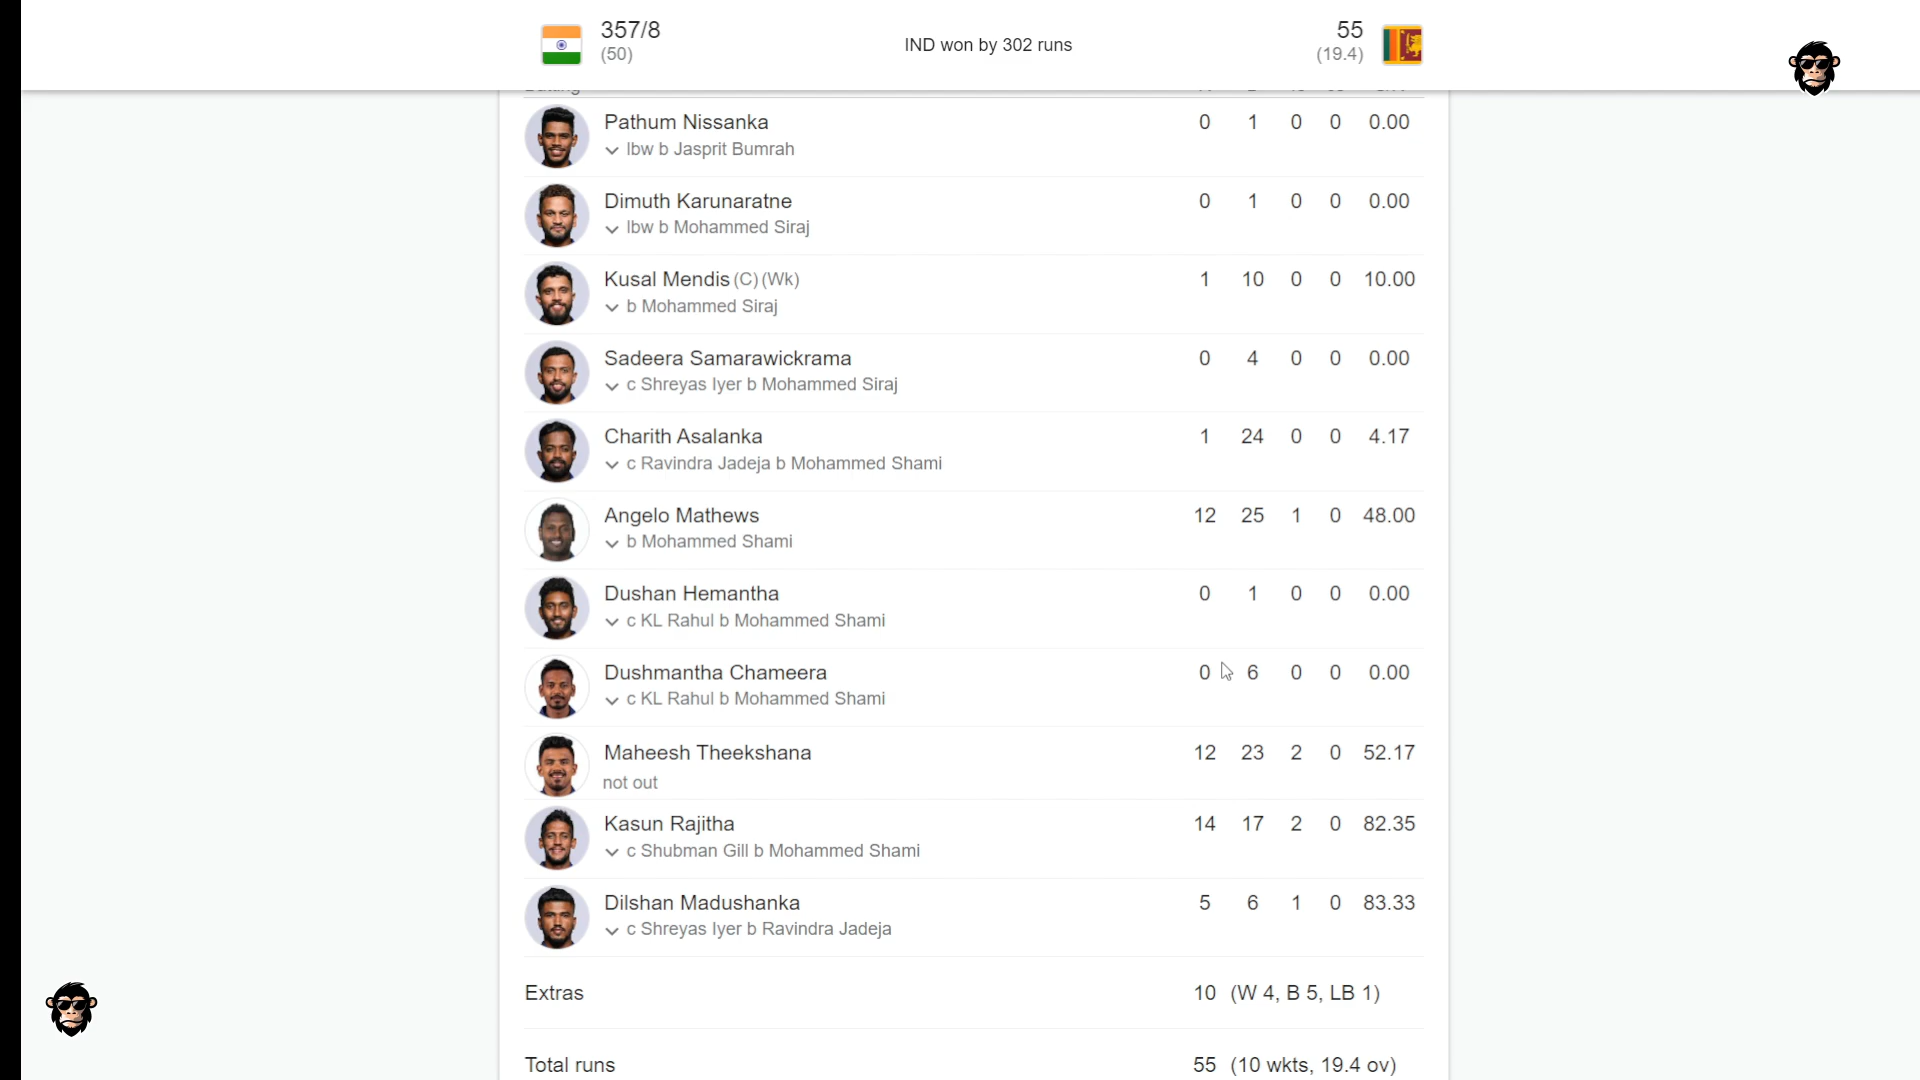 357/8
(50)
IND won by 302 runs
55
(19.4)
Pathum Nissanka 0 1 0 0 0.00
lbw b Jasprit Bumrah
Dimuth Karunaratne 0 1 0 0 0.00
lbw b Mohammed Siraj
Kusal Mendis (C) (Wk) 1 10 0 0 10.00
b Mohammed Siraj
Sadeera Samarawickrama 0 4 0 0 0.00
c Shreyas Iyer b Mohammed Siraj
Charith Asalanka 1 24 0 0 4.17
c Ravindra Jadeja b Mohammed Shami
Angelo Mathews 12 25 1 0 48.00
b Mohammed Shami
Dushan Hemantha 0 1 0 0 0.00
c KL Rahul b Mohammed Shami
Dushmantha Chameera 0 6 0 0 0.00
c KL Rahul b Mohammed Shami
Maheesh Theekshana 12 23 2 0 52.17
not out
Kasun Rajitha 14 17 2 0 82.35
c Shubman Gill b Mohammed Shami
Dilshan Madushanka 5 6 1 0 83.33
c Shreyas Iyer b Ravindra Jadeja
Extras 10 (W 4, B 5, LB 1)
Total runs 55 (10 wkts, 19.4 ov)